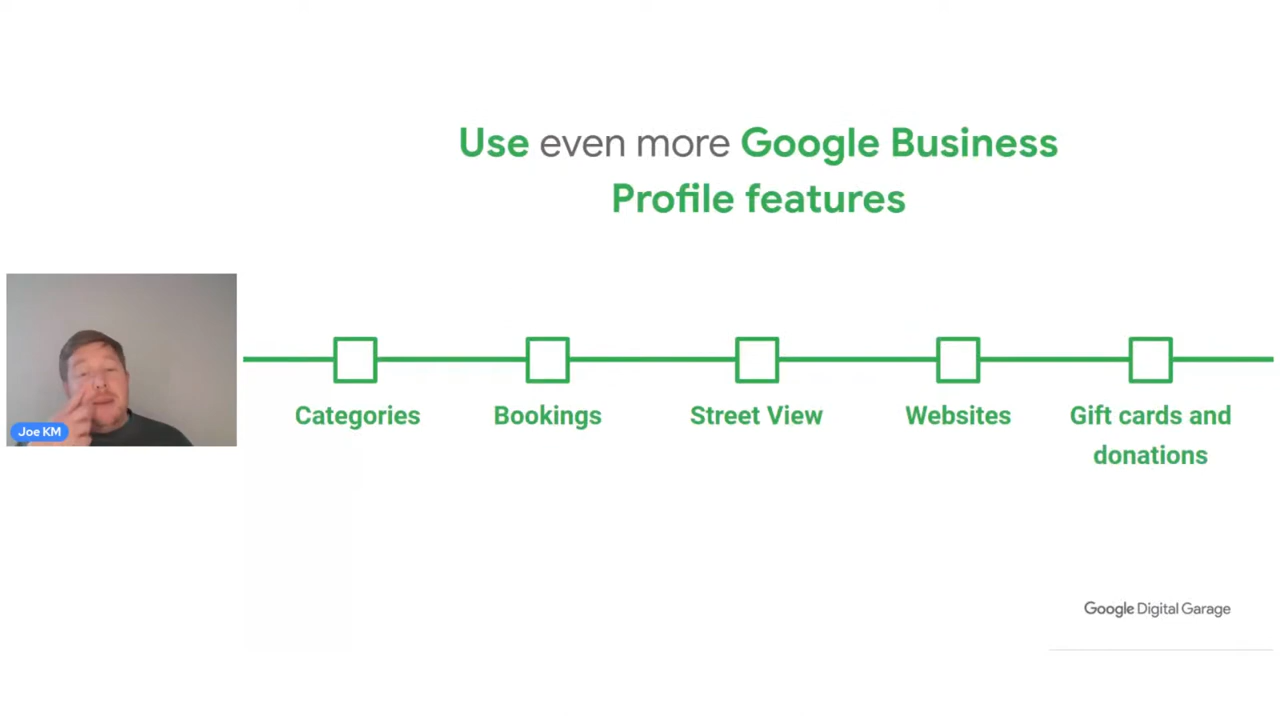 Use even more Google Business
Profile features
Joe KM
Categories
Bookings
Street View
Websites
Gift cards and
donations
Google Digital Garage